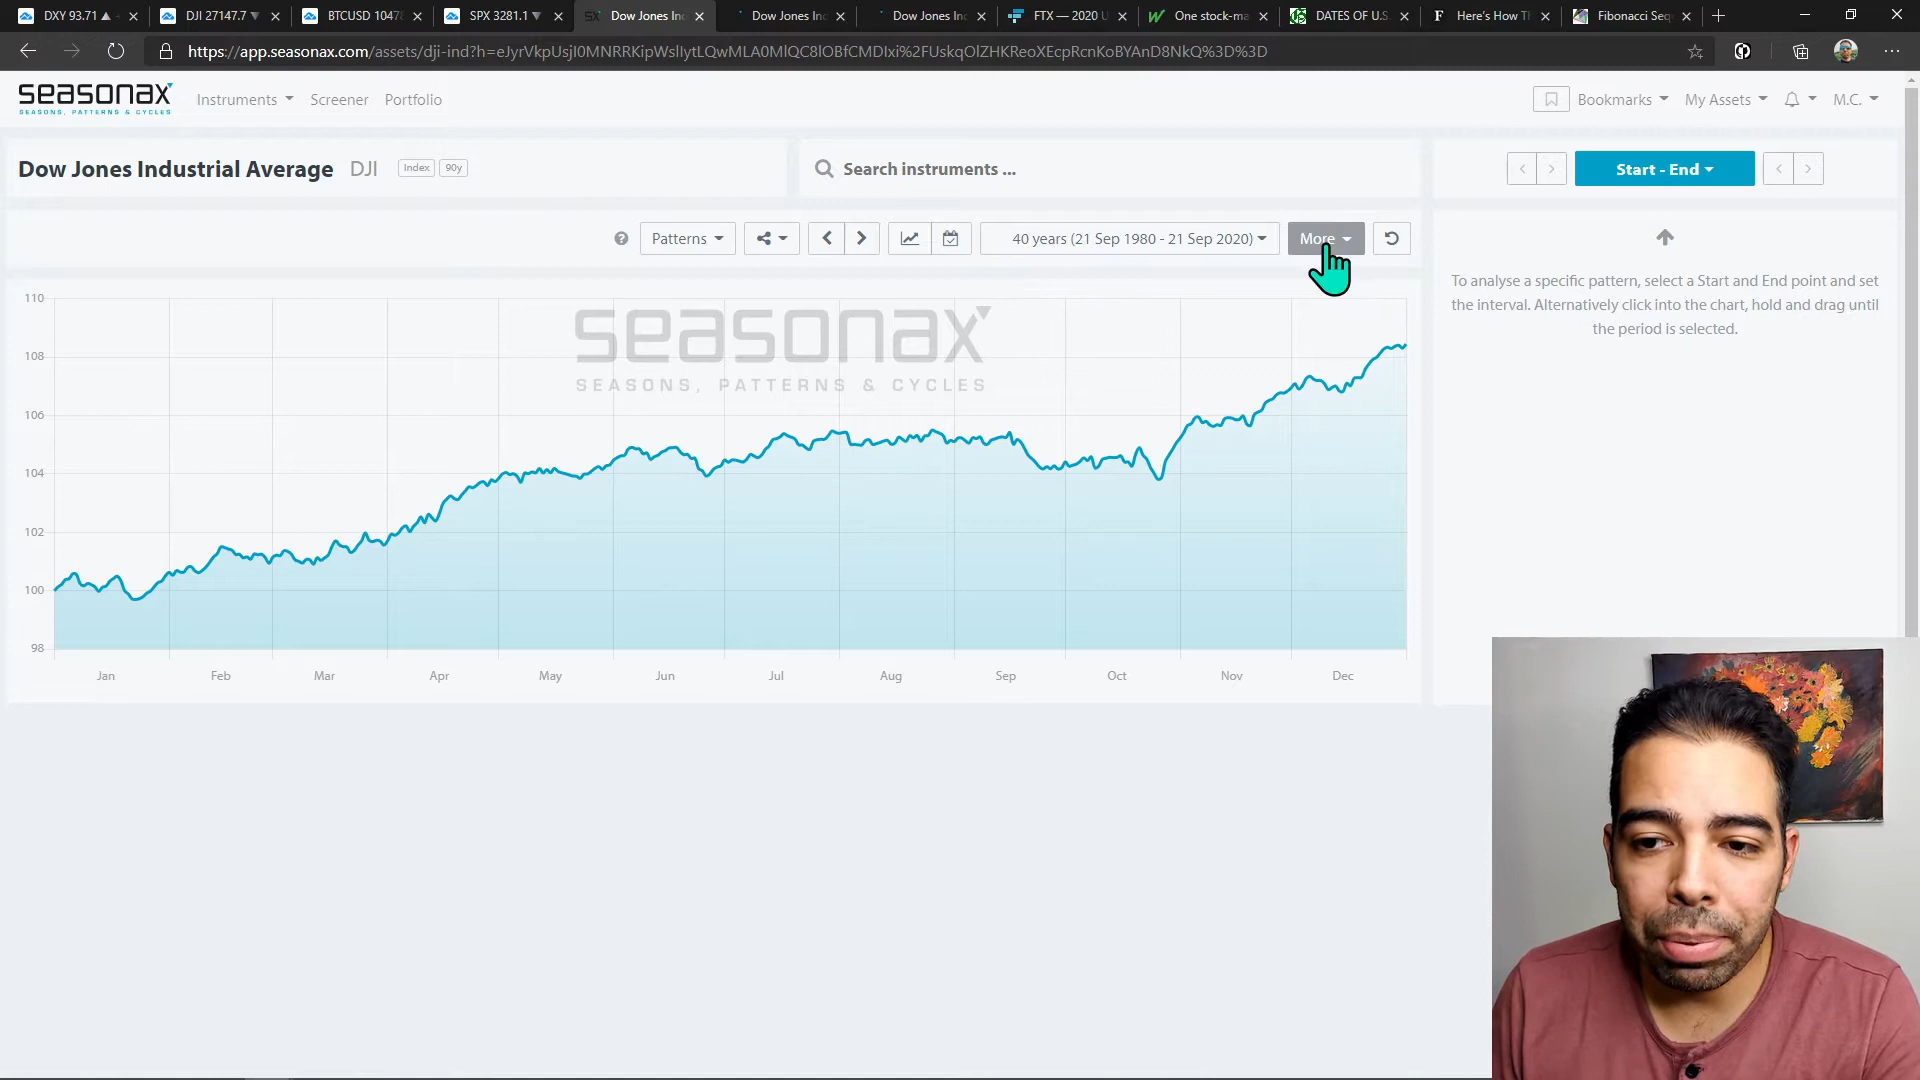 DXY 93.71 ▲
DJI 27147.7 ▼
BTCUSD 1047
SPX 3281.1 ▼
Dow Jones In
Dow Jones In
Dow Jones In
FTX — 2020 U
One stock-ma
DATES OF U.S.
Here's How T
Fibonacci Seq
https://app.seasonax.com/assets/dji-ind?h=
seasonax
SEASONS, PATTERNS & CYCLES
Instruments
Screener
Portfolio
Bookmarks
My Assets
M.C.
Dow Jones Industrial Average DJI
Index
90y
Search instruments ...
Start - End
Patterns
40 years (21 Sep 1980 - 21 Sep 2020)
More
To analyse a specific pattern, select a Start and End point and set
the interval. Alternatively click into the chart, hold and drag until
the period is selected.
seasonax
SEASONS, PATTERNS & CYCLES
110
108
106
104
102
100
98
Jan
Feb
Mar
Apr
May
Jun
Jul
Aug
Sep
Oct
Nov
Dec